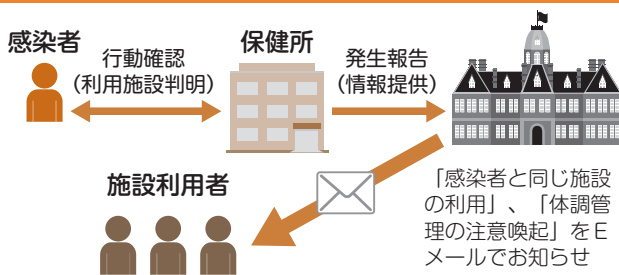 感染者
行動確認
（利用施設判明）
保健所
発生報告
（情報提供）
施設利用者
「感染者と同じ施設
の利用」、「体調管
理の注意喚起」をＥ
メールでお知らせ